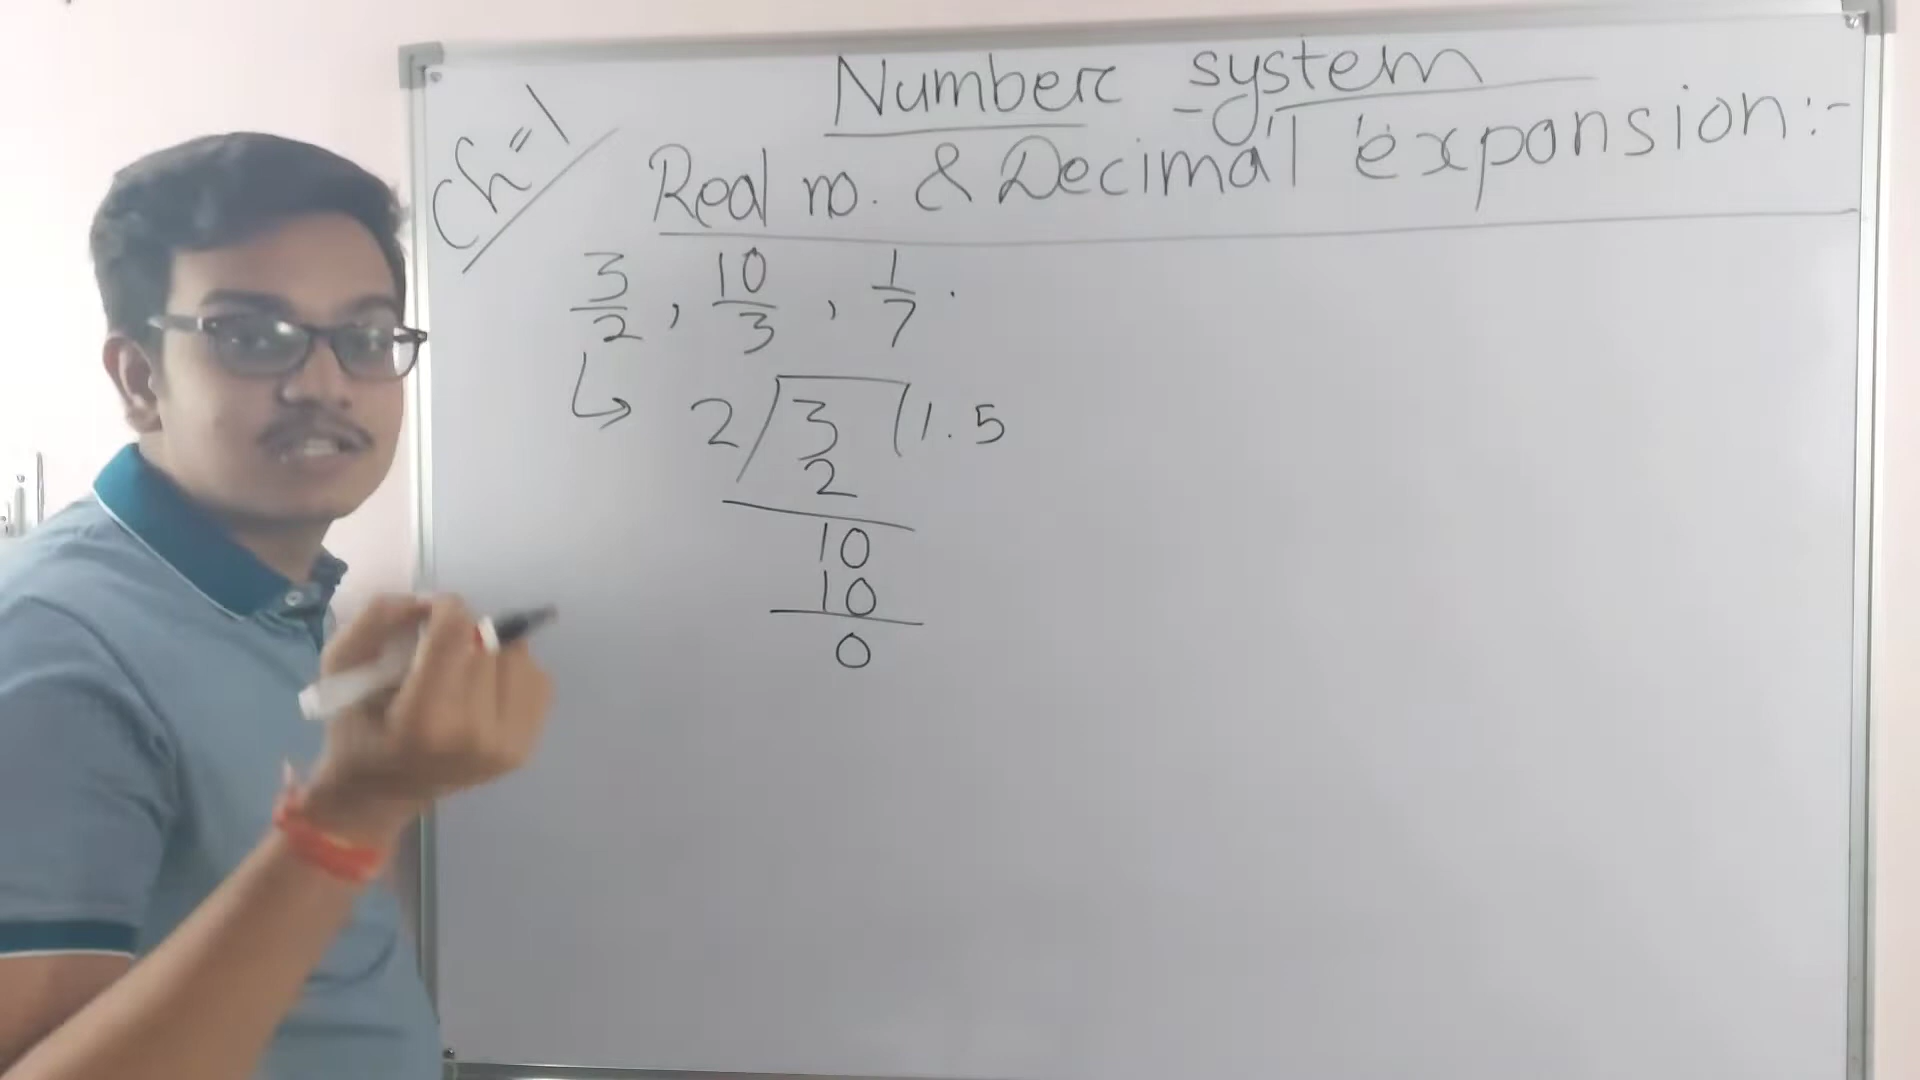 Ch=1
Number system
Real no. & Decimal expansion:-
3/2, 10/3, 1/7.
↳ 2/3(1.5
2
10
10
0